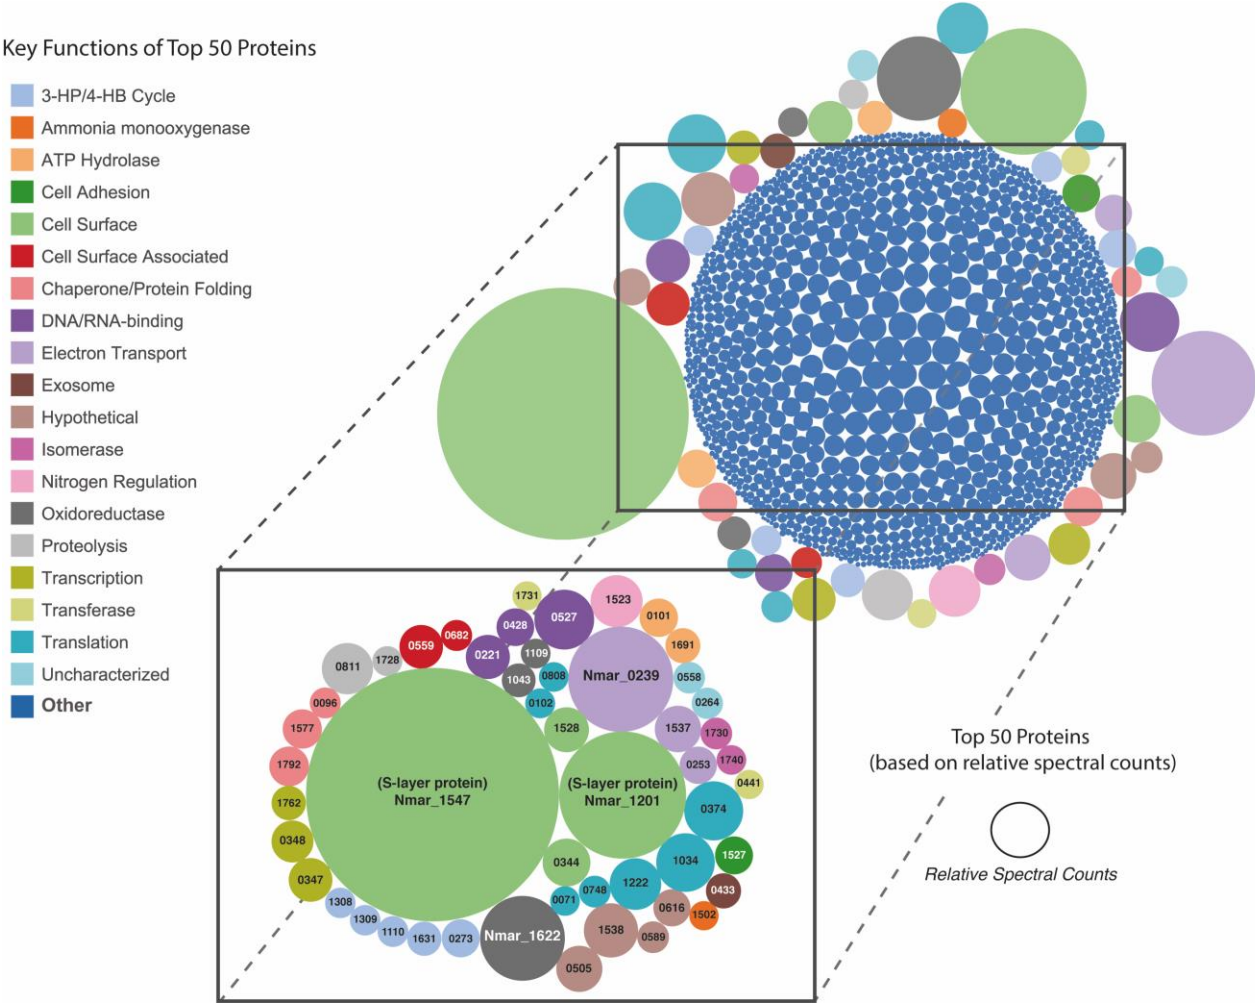 Key Functions of Top 50 Proteins
3-HP/4-HB Cycle
Ammonia monooxygenase
ATP Hydrolase
Cell Adhesion
Cell Surface
Cell Surface Associated
Chaperone/Protein Folding
DNA/RNA-binding
Electron Transport
Exosome
Hypothetical
Isomerase
Nitrogen Regulation
Oxidoreductase
Proteolysis
Transcription
Transferase
Translation
Uncharacterized
Other
1731
1523
0101
0428
0527
0682
0559
1691
1109
0221
0811
1728
Nmar_0239
0558
0808
1043
0096
0102
0264
1577
1528
1537
1730
1740
1792
0253
(S-layer protein)
Nmar_1547
(S-layer protein)
Nmar_1201
0441
1762
0374
0348
1527
1034
0344
0347
1222
0748
0433
0071
1308
0616
1502
1309
1538
1110
1631
0273
Nmar_1622
0589
0505
Top 50 Proteins
(based on relative spectral counts)
Relative Spectral Counts